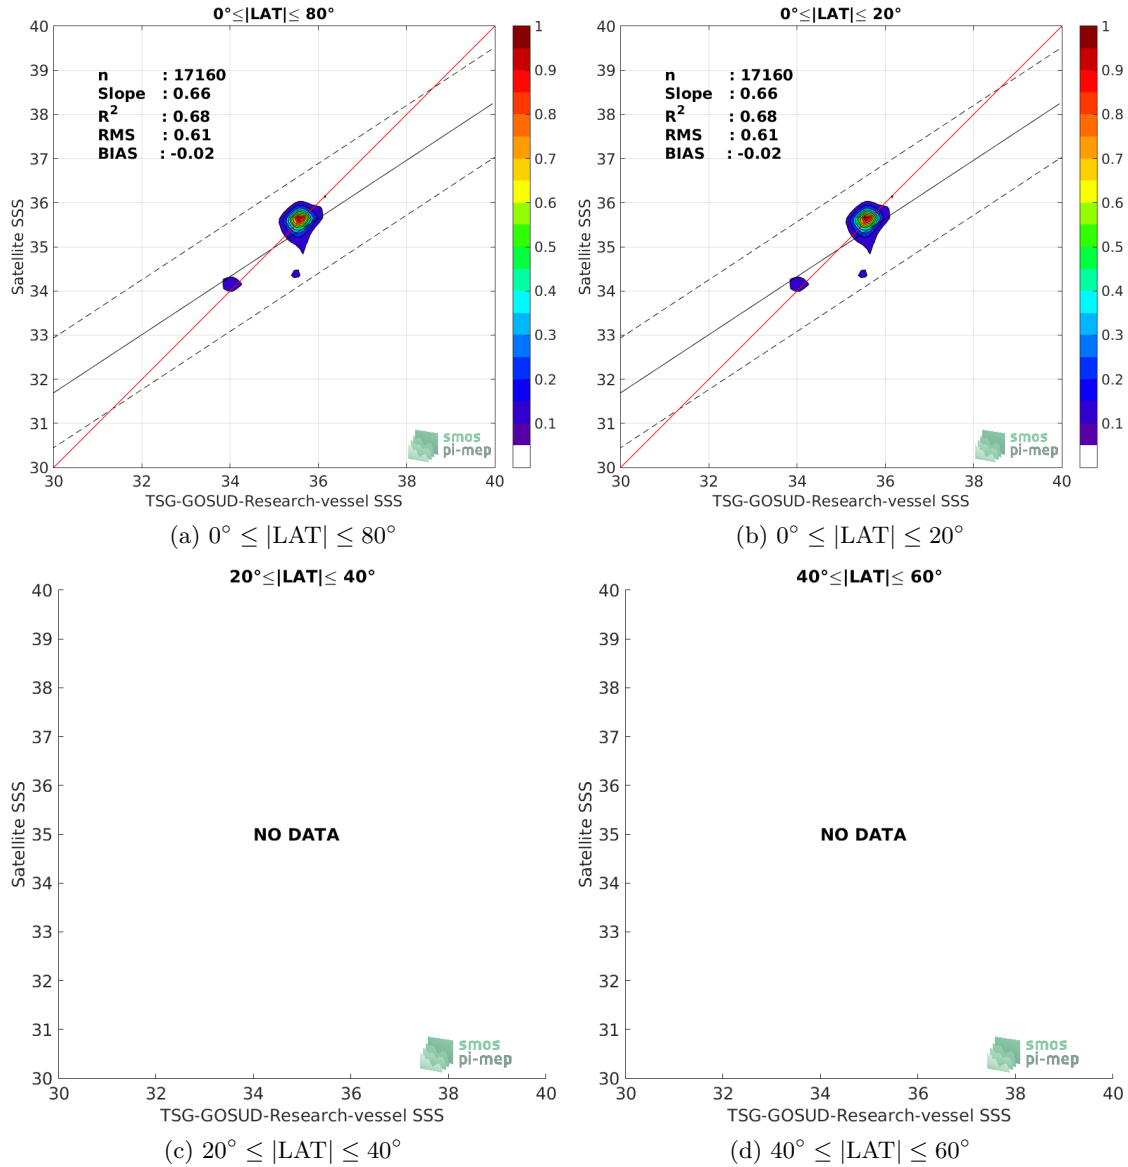 0°≤|LAT|≤ 80°
40
39
38
37
36
35
34
33
32
31
30
Satellite SSS
n : 17160
Slope : 0.66
R² : 0.68
RMS : 0.61
BIAS : -0.02
smos
pi-mep
30 32 34 36 38 40
TSG-GOSUD-Research-vessel SSS
1
0.9
0.8
0.7
0.6
0.5
0.4
0.3
0.2
0.1
(a) 0° ≤ |LAT| ≤ 80°
0°≤|LAT|≤ 20°
40
39
38
37
36
35
34
33
32
31
30
Satellite SSS
n : 17160
Slope : 0.66
R² : 0.68
RMS : 0.61
BIAS : -0.02
smos
pi-mep
30 32 34 36 38 40
TSG-GOSUD-Research-vessel SSS
1
0.9
0.8
0.7
0.6
0.5
0.4
0.3
0.2
0.1
(b) 0° ≤ |LAT| ≤ 20°
20°≤|LAT|≤ 40°
40
39
38
37
36
35
34
33
32
31
30
Satellite SSS
NO DATA
smos
pi-mep
30 32 34 36 38 40
TSG-GOSUD-Research-vessel SSS
(c) 20° ≤ |LAT| ≤ 40°
40°≤|LAT|≤ 60°
40
39
38
37
36
35
34
33
32
31
30
Satellite SSS
NO DATA
smos
pi-mep
30 32 34 36 38 40
TSG-GOSUD-Research-vessel SSS
(d) 40° ≤ |LAT| ≤ 60°